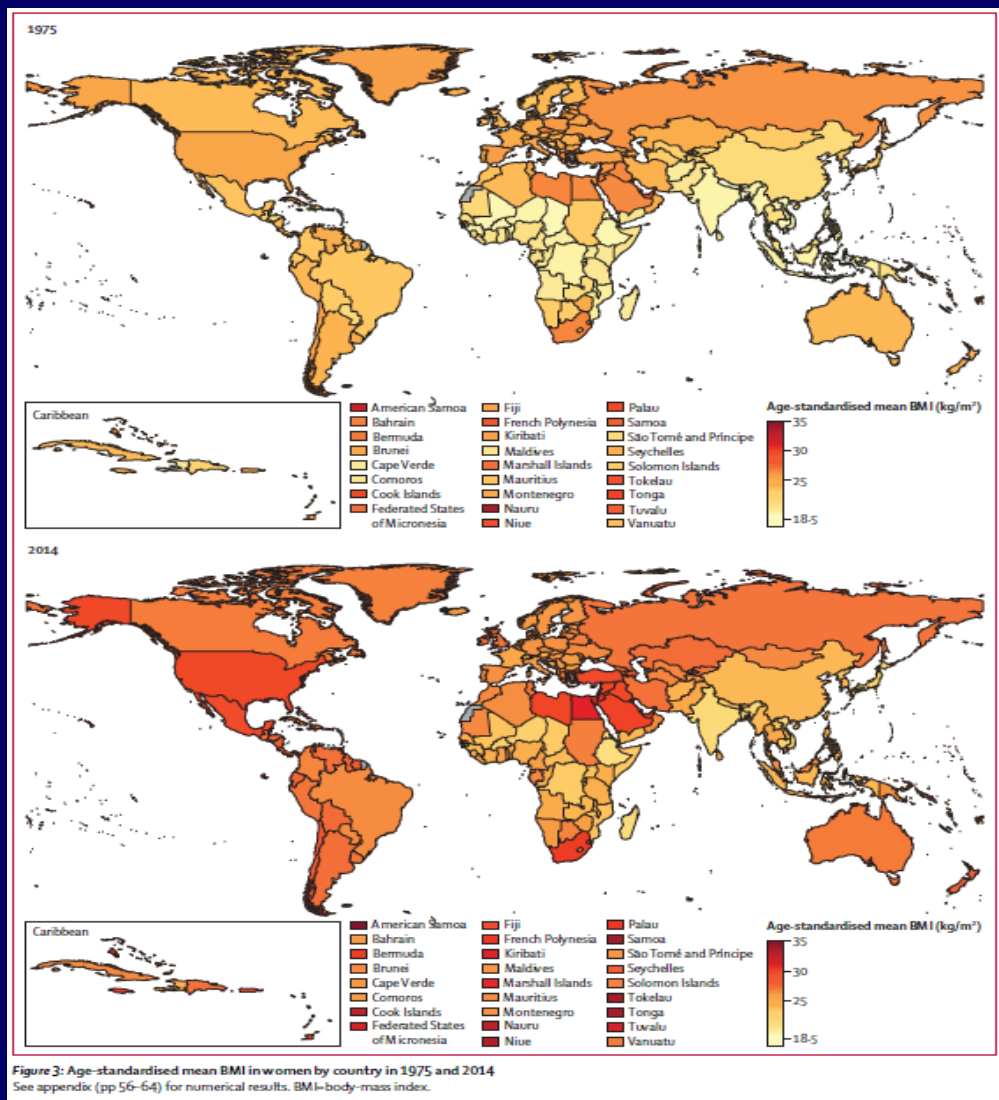 1975
Caribbean
American Samoa
Bahrain
Bermuda
Brunei
Cape Verde
Comoros
Cook Islands
Federated States
of Micronesia
Fiji
French Polynesia
Kiribati
Maldives
Marshall Islands
Mauritius
Montenegro
Nauru
Niue
Palau
Samoa
São Tomé and Príncipe
Seychelles
Solomon Islands
Tokelau
Tonga
Tuvalu
Vanuatu
Age-standardised mean BMI (kg/m²)
35
30
25
18·5
2014
Caribbean
American Samoa
Bahrain
Bermuda
Brunei
Cape Verde
Comoros
Cook Islands
Federated States
of Micronesia
Fiji
French Polynesia
Kiribati
Maldives
Marshall Islands
Mauritius
Montenegro
Nauru
Niue
Palau
Samoa
São Tomé and Príncipe
Seychelles
Solomon Islands
Tokelau
Tonga
Tuvalu
Vanuatu
Age-standardised mean BMI (kg/m²)
35
30
25
18·5
Figure 3: Age-standardised mean BMI in women by country in 1975 and 2014
See appendix (pp 56–64) for numerical results. BMI=body-mass index.